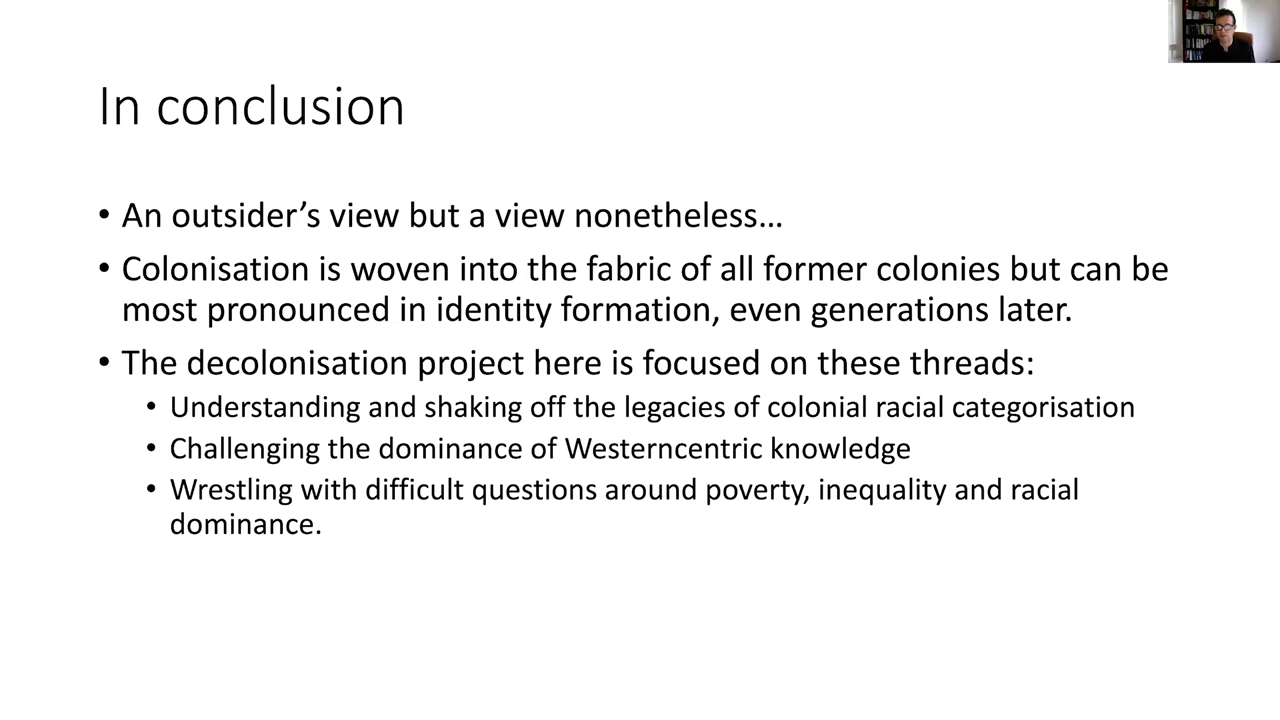 In conclusion
• An outsider’s view but a view nonetheless…
• Colonisation is woven into the fabric of all former colonies but can be
most pronounced in identity formation, even generations later.
• The decolonisation project here is focused on these threads:
• Understanding and shaking off the legacies of colonial racial categorisation
• Challenging the dominance of Westerncentric knowledge
• Wrestling with difficult questions around poverty, inequality and racial
dominance.